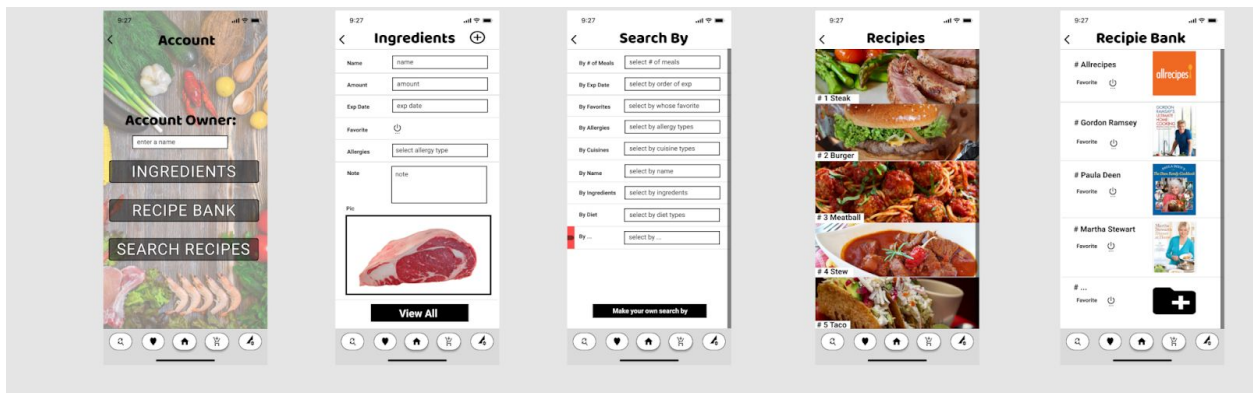 9:27
Account
Account Owner:
enter a name
INGREDIENTS
RECIPE BANK
SEARCH RECIPES
9:27
Ingredients
Name
name
Amount
amount
Exp Date
exp date
Favorite
Allergies
select allergy type
Note
note
Pic
View All
9:27
Search By
By # of Meals
select # of meals
By Exp Date
select by order of exp
By Favorites
select by whose favorite
By Allergies
select by allergy types
By Cuisines
select by cuisine types
By Name
select by name
By Ingredients
select by ingredents
By Diet
select by diet types
By ...
select by ...
Make your own search by
9:27
Recipies
# 1 Steak
# 2 Burger
# 3 Meatball
# 4 Stew
# 5 Taco
9:27
Recipie Bank
# Allrecipes
Favorite
allrecipes
# Gordon Ramsey
Favorite
GORDON
RAMSAY'S
ULTIMATE
HOME
COOKING
# Paula Deen
Favorite
# Martha Stewart
Favorite
# ...
Favorite